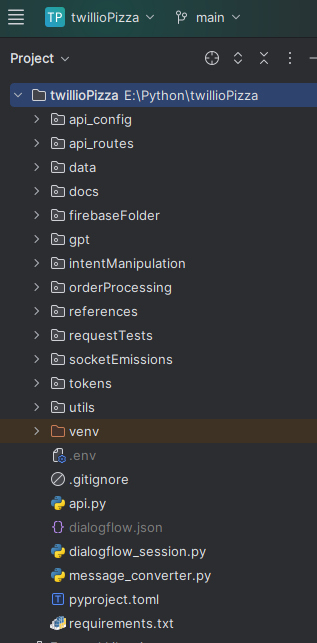 TP twillioPizza main
Project
twillioPizza E:\Python\twillioPizza
api_config
api_routes
data
docs
firebaseFolder
gpt
intentManipulation
orderProcessing
references
requestTests
socketEmissions
tokens
utils
venv
.env
.gitignore
api.py
dialogflow.json
dialogflow_session.py
message_converter.py
pyproject.toml
requirements.txt